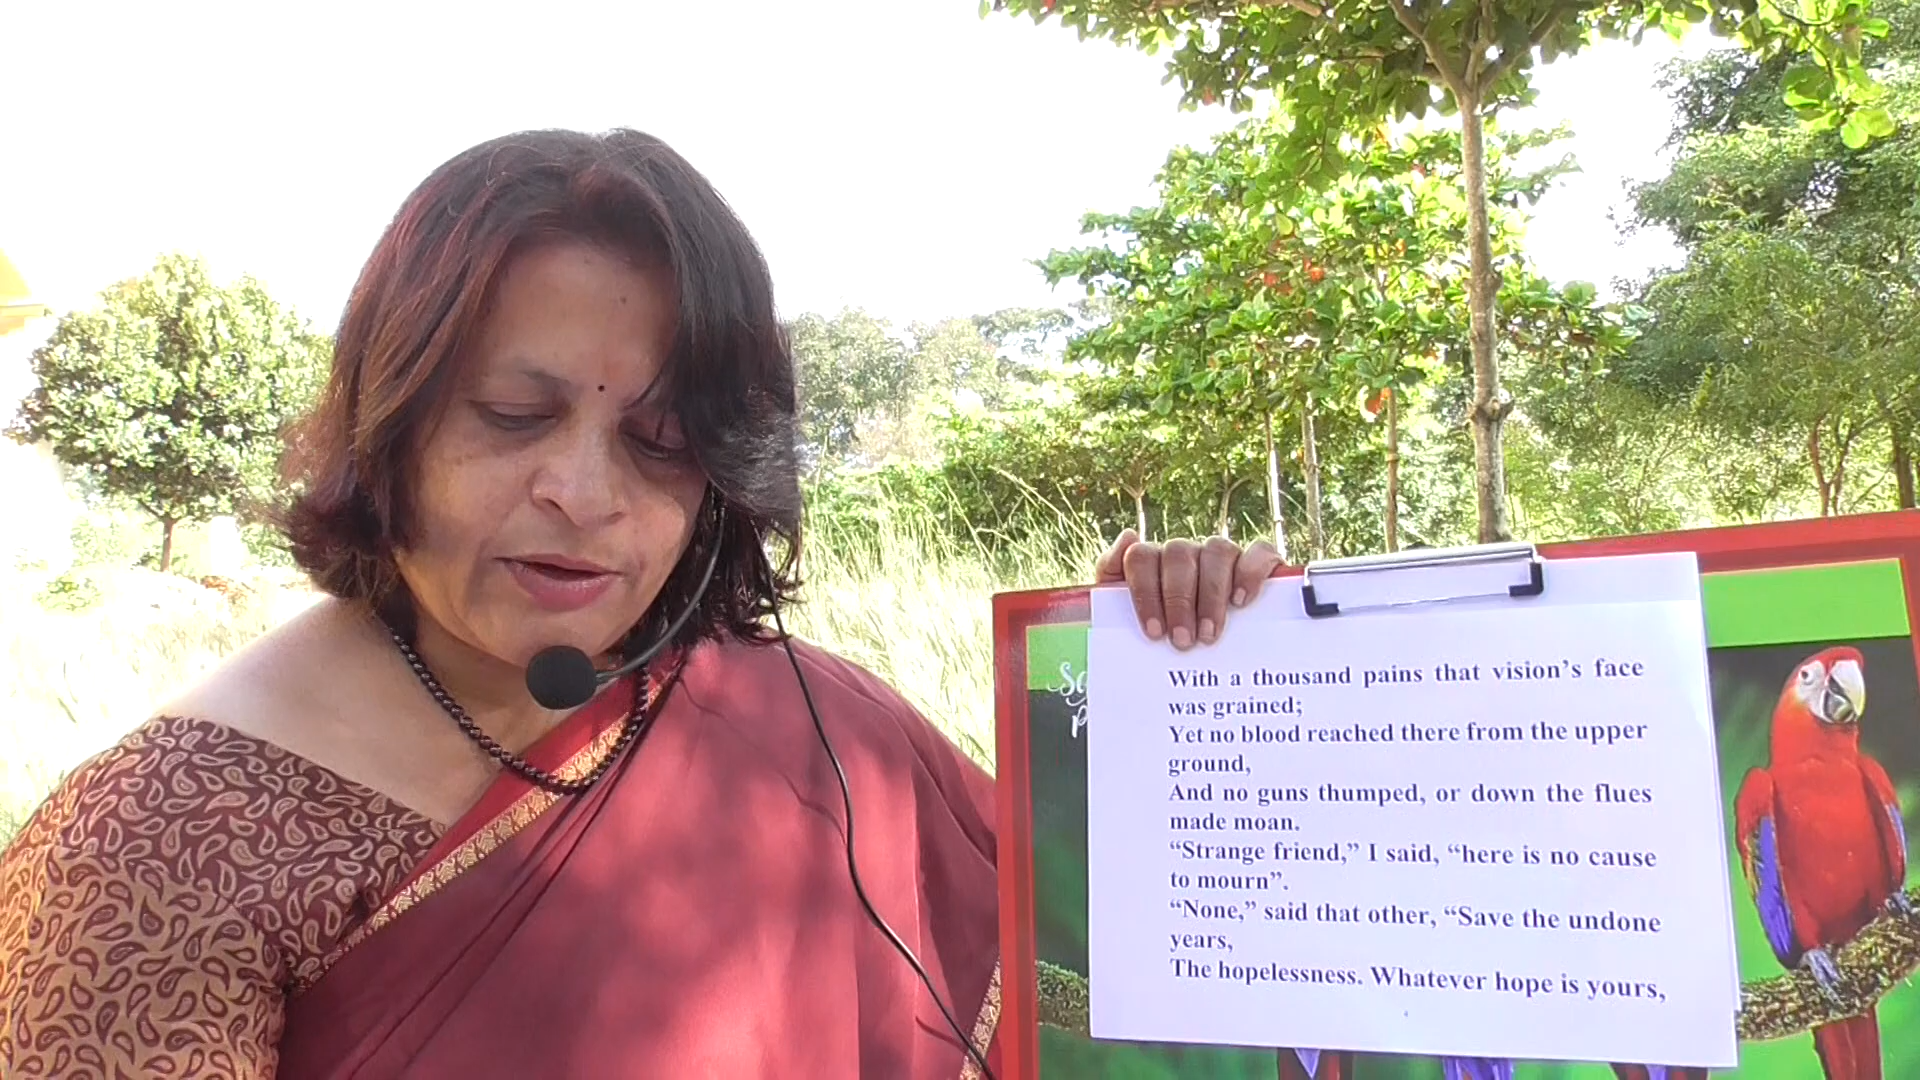 With a thousand pains that vision’s face
was grained;
Yet no blood reached there from the upper
ground,
And no guns thumped, or down the flues
made moan.
“Strange friend,” I said, “here is no cause
to mourn”.
“None,” said that other, “Save the undone
years,
The hopelessness. Whatever hope is yours,